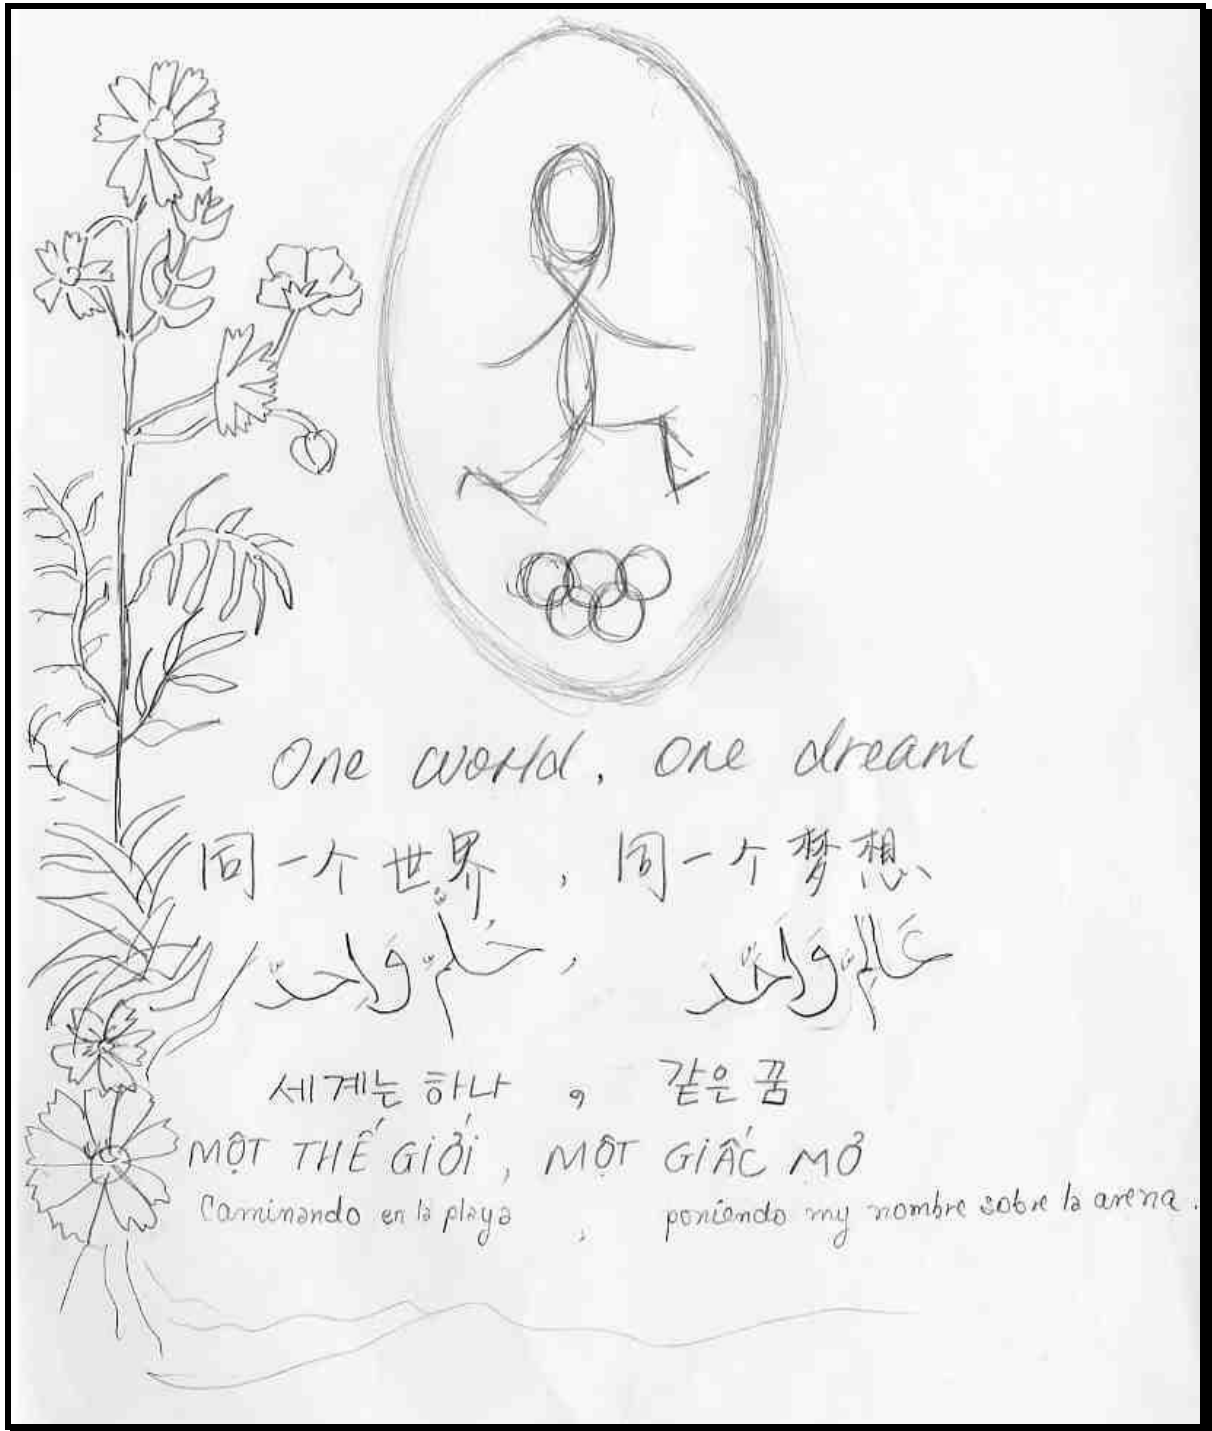 One world, One dream
同一个世界，同一个梦想
عالم واحد، حلم واحد
세계는 하나, 같은 꿈
MỘT THẾ GIỚI, MỘT GIẤC MƠ
Caminando en la playa, poniendo my nombre sobre la arena.